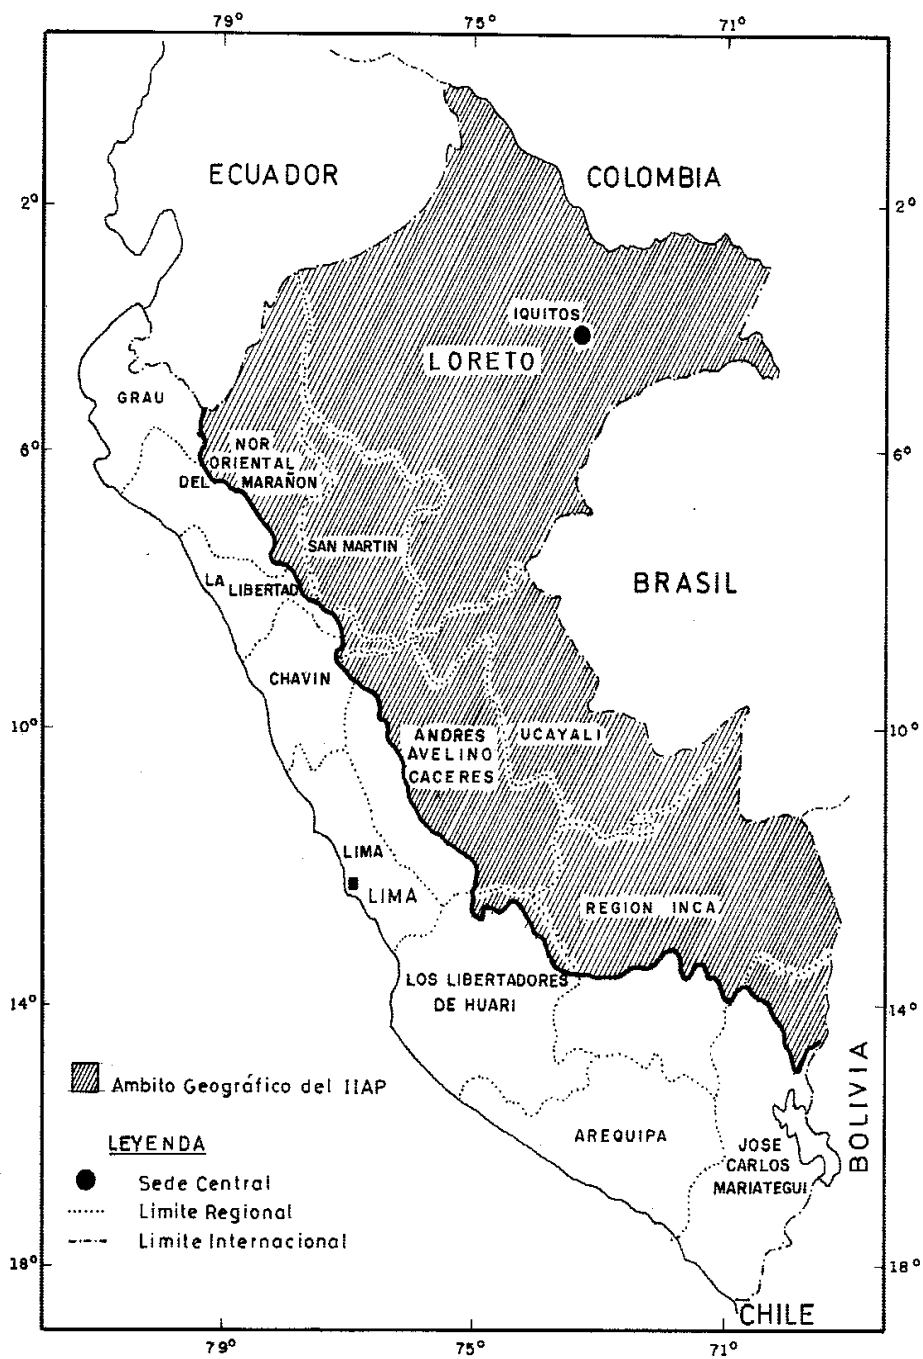 79° 75° 71°
ECUADOR
COLOMBIA
2° 2°
IQUITOS
LORETO
GRAU
6° 6°
NOR
ORIENTAL
DEL MARAÑON
SAN MARTIN
LA LIBERTAD
BRASIL
CHAVIN
10° 10°
ANDRES
AVELINO
CACERES
UCAYALI
LIMA
LIMA
REGION INCA
LOS LIBERTADORES
DE HUARI
14° 14°
BOLIVIA
Ambito Geográfico del IIAP
LEYENDA
Sede Central
Límite Regional
Límite Internacional
AREQUIPA
JOSE
CARLOS
MARIATEGUI
18° 18°
CHILE
79° 75° 71°